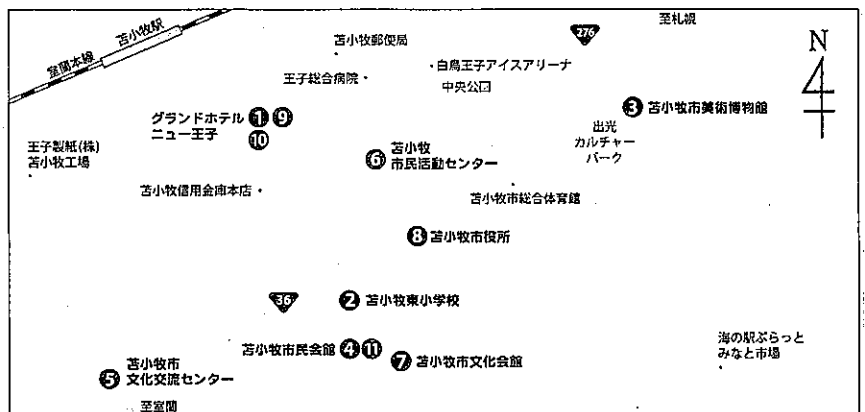 至札幌
苫小牧駅
室蘭本線
苫小牧郵便局
276
N
白鳥王子アイスアリーナ
王子総合病院
中央公園
グランドホテル
ニュー王子
1 9
10
3 苫小牧市美術博物館
出光
カルチャー
パーク
王子製紙(株)
苫小牧工場
6 苫小牧
市民活動センター
苫小牧信用金庫本店
苫小牧市総合体育館
8 苫小牧市役所
36
2 苫小牧東小学校
苫小牧市民会館 4 11
7 苫小牧市文化会館
海の駅ぷらっと
みなと市場
5 苫小牧市
文化交流センター
至室蘭